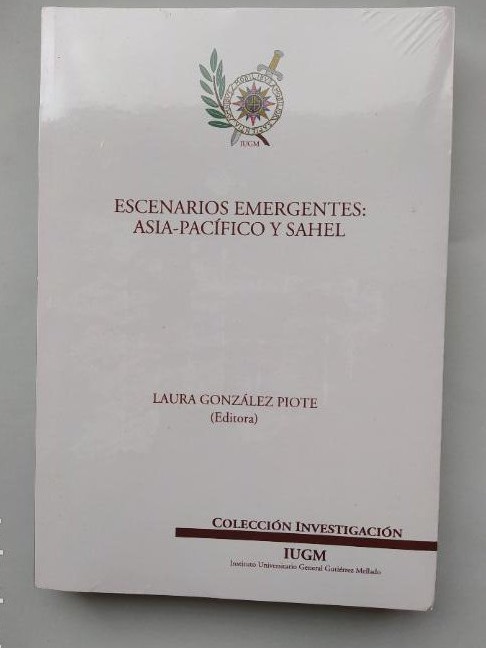 IUGM
ESCENARIOS EMERGENTES:
ASIA-PACÍFICO Y SAHEL
LAURA GONZÁLEZ PIOTE
(Editora)
COLECCIÓN INVESTIGACIÓN
IUGM
Instituto Universitario General Gutiérrez Mellado